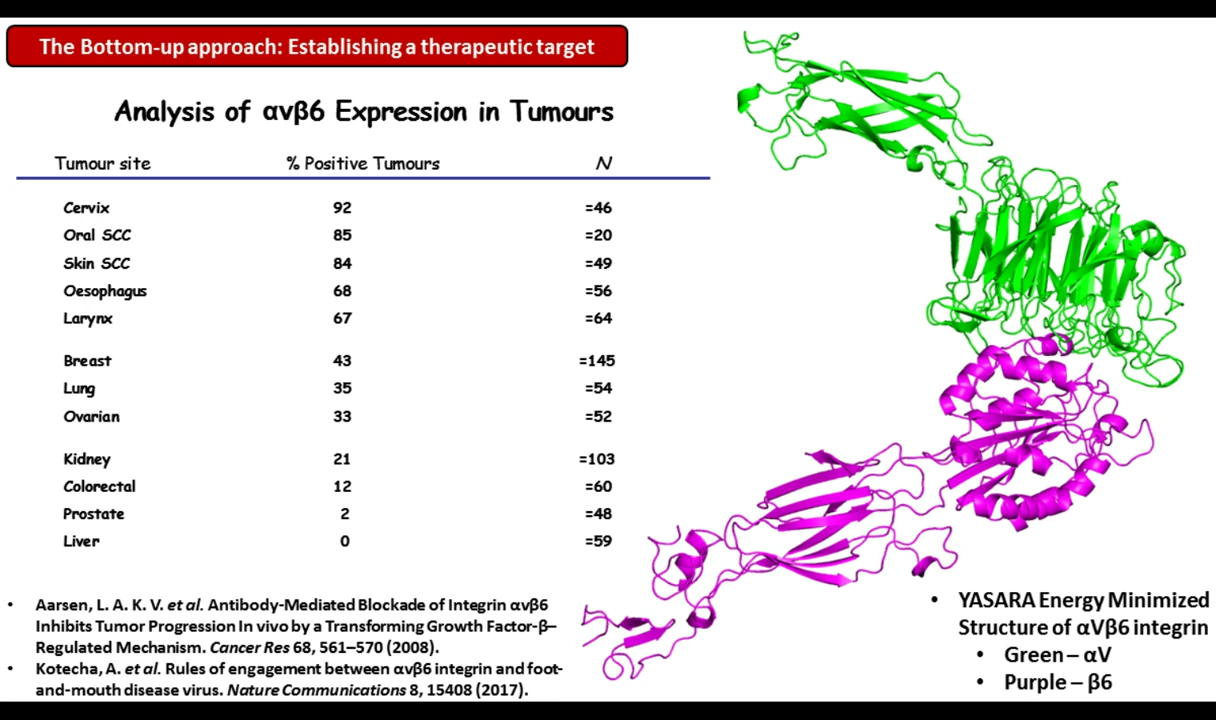 The Bottom-up approach: Establishing a therapeutic target
Analysis of αvβ6 Expression in Tumours
Tumour site % Positive Tumours N
Cervix 92 =46
Oral SCC 85 =20
Skin SCC 84 =49
Oesophagus 68 =56
Larynx 67 =64
Breast 43 =145
Lung 35 =54
Ovarian 33 =52
Kidney 21 =103
Colorectal 12 =60
Prostate 2 =48
Liver 0 =59
• Aarsen, L. A. K. V. et al. Antibody-Mediated Blockade of Integrin αvβ6
Inhibits Tumor Progression In vivo by a Transforming Growth Factor-β–
Regulated Mechanism. Cancer Res 68, 561–570 (2008).
• Kotecha, A. et al. Rules of engagement between αvβ6 integrin and foot-
and-mouth disease virus. Nature Communications 8, 15408 (2017).
• YASARA Energy Minimized
Structure of αVβ6 integrin
• Green – αV
• Purple – β6